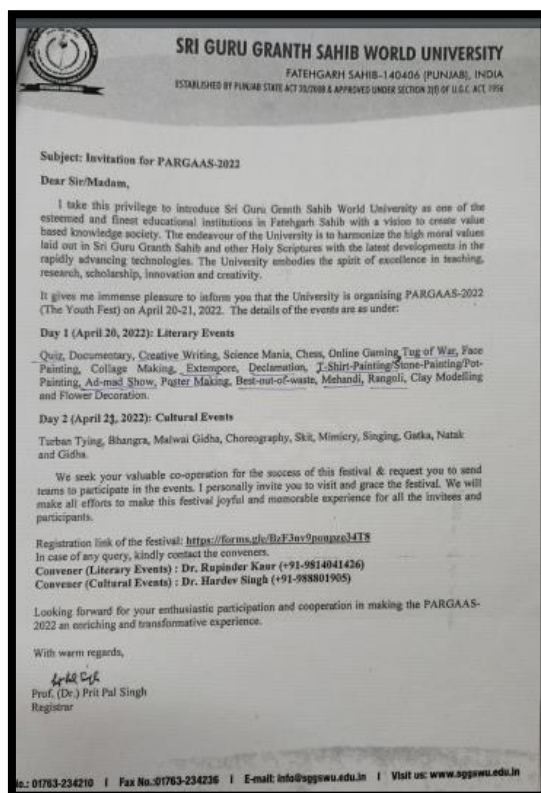 SRI GURU GRANTH SAHIB WORLD UNIVERSITY
FATEHGARH SAHIB-140406 (PUNJAB), INDIA
ESTABLISHED BY PUNJAB STATE ACT 20/2008 & APPROVED UNDER SECTION 2(f) OF U.G.C. ACT, 1956
Subject: Invitation for PARGAAS-2022
Dear Sir/Madam,
I take this privilege to introduce Sri Guru Granth Sahib World University as one of the
esteemed and finest educational institutions in Fatehgarh Sahib with a vision to create value
based knowledge society. The endeavour of the University is to harmonize the high moral values
laid out in Sri Guru Granth Sahib and other Holy Scriptures with the latest developments in the
rapidly advancing technologies. The University embodies the spirit of excellence in teaching,
research, scholarship, innovation and creativity.
It gives me immense pleasure to inform you that the University is organising PARGAAS-2022
(The Youth Fest) on April 20-21, 2022. The details of the events are as under:
Day 1 (April 20, 2022): Literary Events
Quiz, Documentary, Creative Writing, Science Mania, Chess, Online Gaming, Tug of War, Face
Painting, Collage Making, Extempore, Declamation, T-Shirt-Painting/Stone-Painting/Pot-
Painting, Ad-mad Show, Poster Making, Best-out-of-waste, Mehandi, Rangoli, Clay Modelling
and Flower Decoration.
Day 2 (April 21, 2022): Cultural Events
Turban Tying, Bhangra, Malwai Gidha, Choreography, Skit, Mimicry, Singing, Gatka, Natak
and Gidha.
We seek your valuable co-operation for the success of this festival & request you to send
teams to participate in the events. I personally invite you to visit and grace the festival. We will
make all efforts to make this festival joyful and memorable experience for all the invitees and
participants.
Registration link of the festival: https://forms.gle/BzF3nv9ponpze34T8
In case of any query, kindly contact the conveners.
Convener (Literary Events) : Dr. Rupinder Kaur (+91-9814041426)
Convener (Cultural Events) : Dr. Hardev Singh (+91-988801905)
Looking forward for your enthusiastic participation and cooperation in making the PARGAAS-
2022 an enriching and transformative experience.
With warm regards,
Prof. (Dr.) Prit Pal Singh
Registrar
No.: 01763-234210 | Fax No.:01763-234236 | E-mail: info@sggswu.edu.in | Visit us: www.sggswu.edu.in